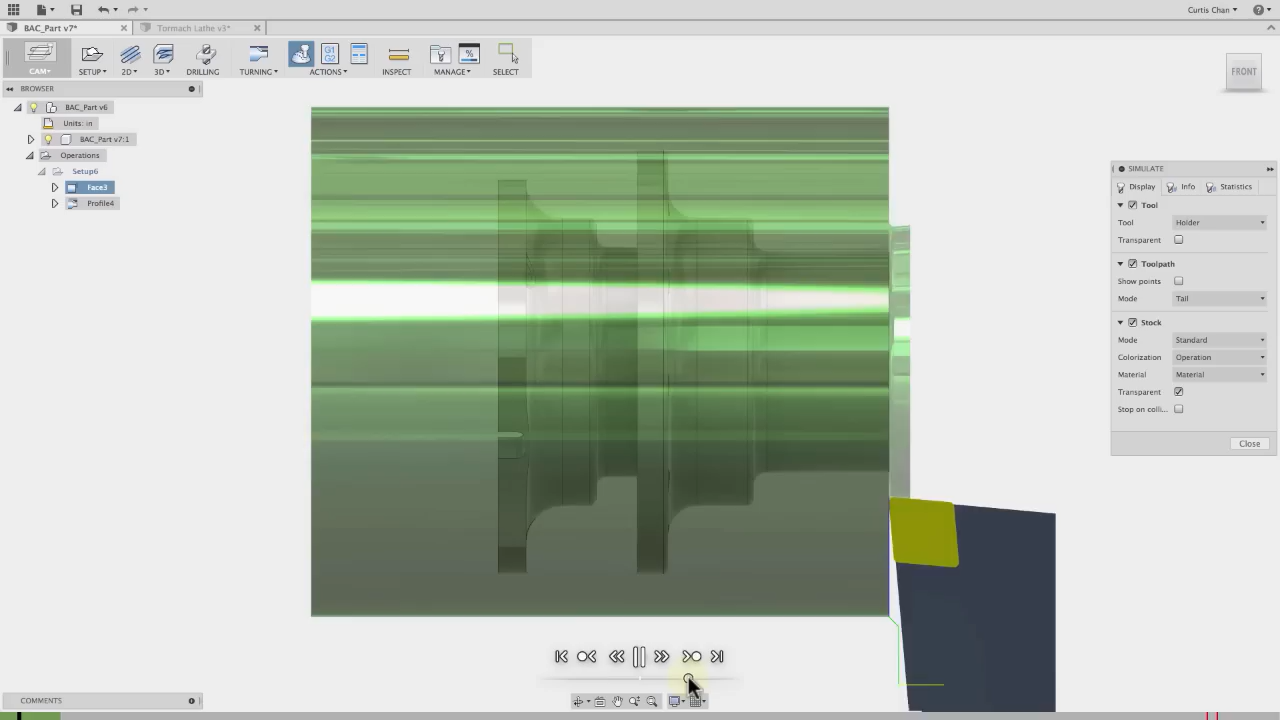 Curtis Chan
BAC_Part v7*
Tormach Lathe v3*
CAM
SETUP
2D
3D
DRILLING
TURNING
G1
G2
ACTIONS
INSPECT
%
MANAGE
SELECT
BROWSER
BAC_Part v6
Units: in
BAC_Part v7:1
Operations
Setup6
Face3
Profile4
FRONT
SIMULATE
Display
Info
Statistics
Tool
Tool
Holder
Transparent
Toolpath
Show points
Mode
Tail
Stock
Mode
Standard
Colorization
Operation
Material
Material
Transparent
Stop on colli...
Close
COMMENTS